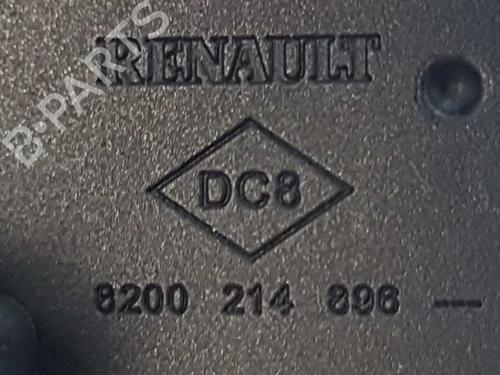 B-PARTS
RENAULT
DC8
8200 214 896 —